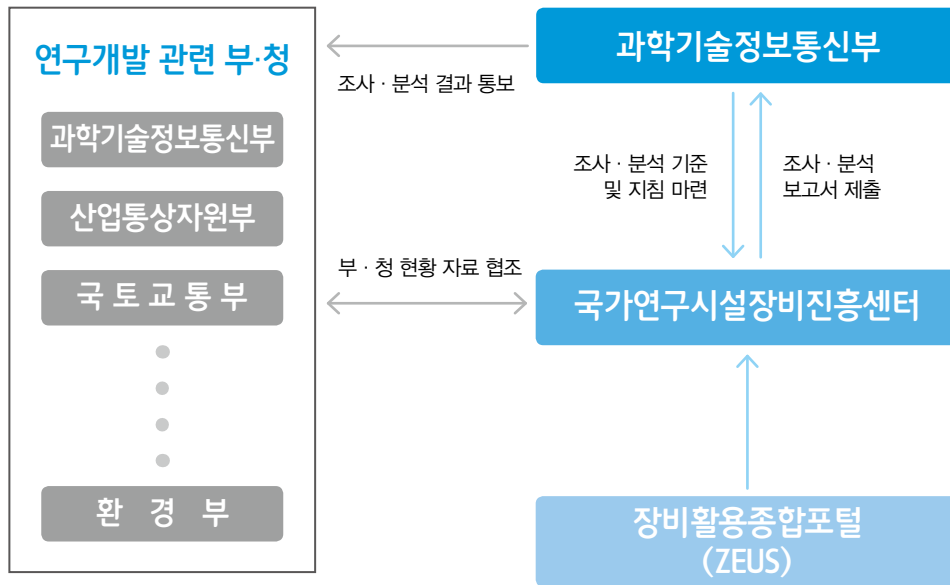 연구개발 관련 부·청
과학기술정보통신부
산업통상자원부
국 토 교 통 부
환 경 부
조사 · 분석 결과 통보
부 · 청 현황 자료 협조
과학기술정보통신부
조사 · 분석 기준
및 지침 마련
조사 · 분석
보고서 제출
국가연구시설장비진흥센터
장비활용종합포털
(ZEUS)